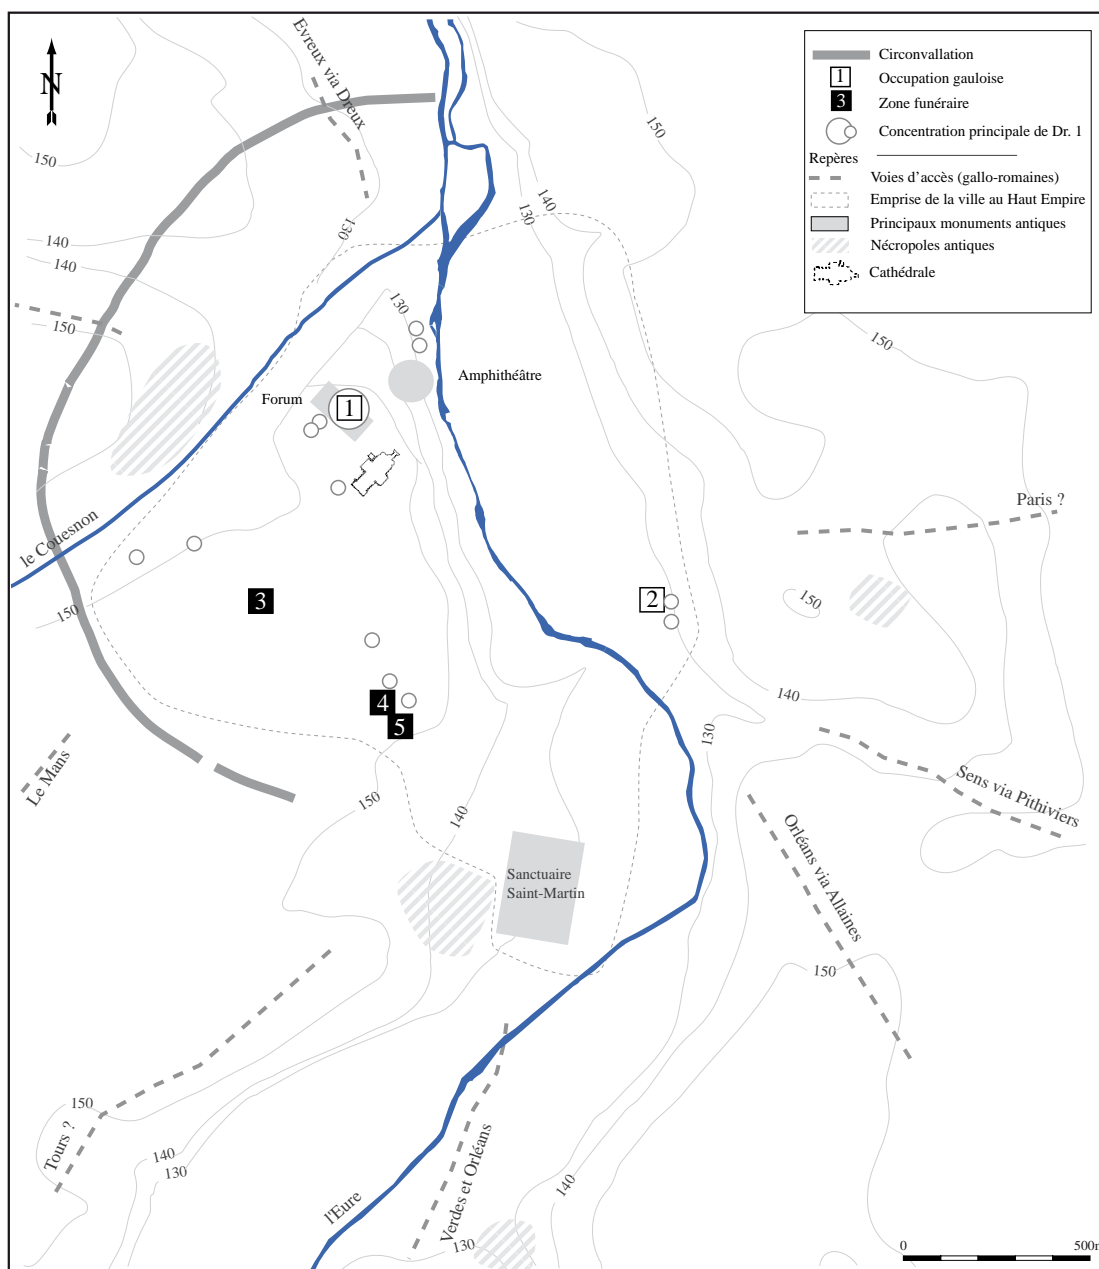 N
Evreux via Dreux
Circonvallation
1
Occupation gauloise
3
Zone funéraire
Concentration principale de Dr. 1
Repères
Voies d’accès (gallo-romaines)
Emprise de la ville au Haut Empire
Principaux monuments antiques
Nécropoles antiques
Cathédrale
150
150
140
130
130
140
140
130
150
150
Amphithéâtre
Forum
1
Paris ?
le Couesnon
150
3
2
150
4
5
140
130
Le Mans
150
140
Sens via Pithiviers
Orléans via Allaines
Sanctuaire
Saint-Martin
150
150
Tours ?
140
130
Verdes et Orléans
140
l'Eure
130
0
500m